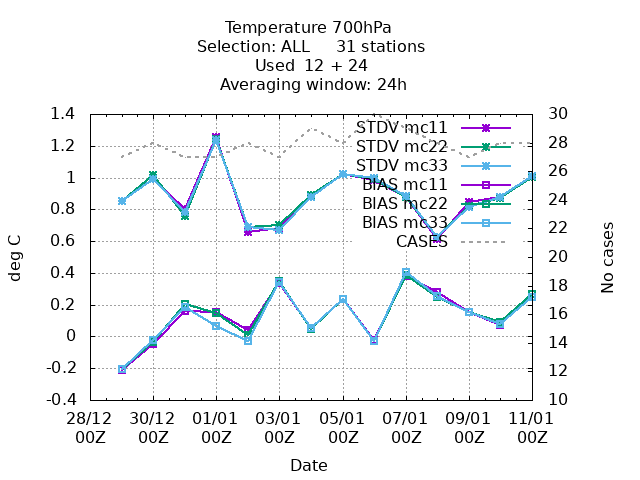 Temperature 700hPa
Selection: ALL 31 stations
Used 12 + 24
Averaging window: 24h
1.4
1.2
1
0.8
0.6
0.4
0.2
0
-0.2
-0.4
deg C
30
28
26
24
22
20
18
16
14
12
10
No cases
STDV mc11
STDV mc22
STDV mc33
BIAS mc11
BIAS mc22
BIAS mc33
CASES
28/12 30/12 01/01 03/01 05/01 07/01 09/01 11/01
00Z 00Z 00Z 00Z 00Z 00Z 00Z 00Z
Date